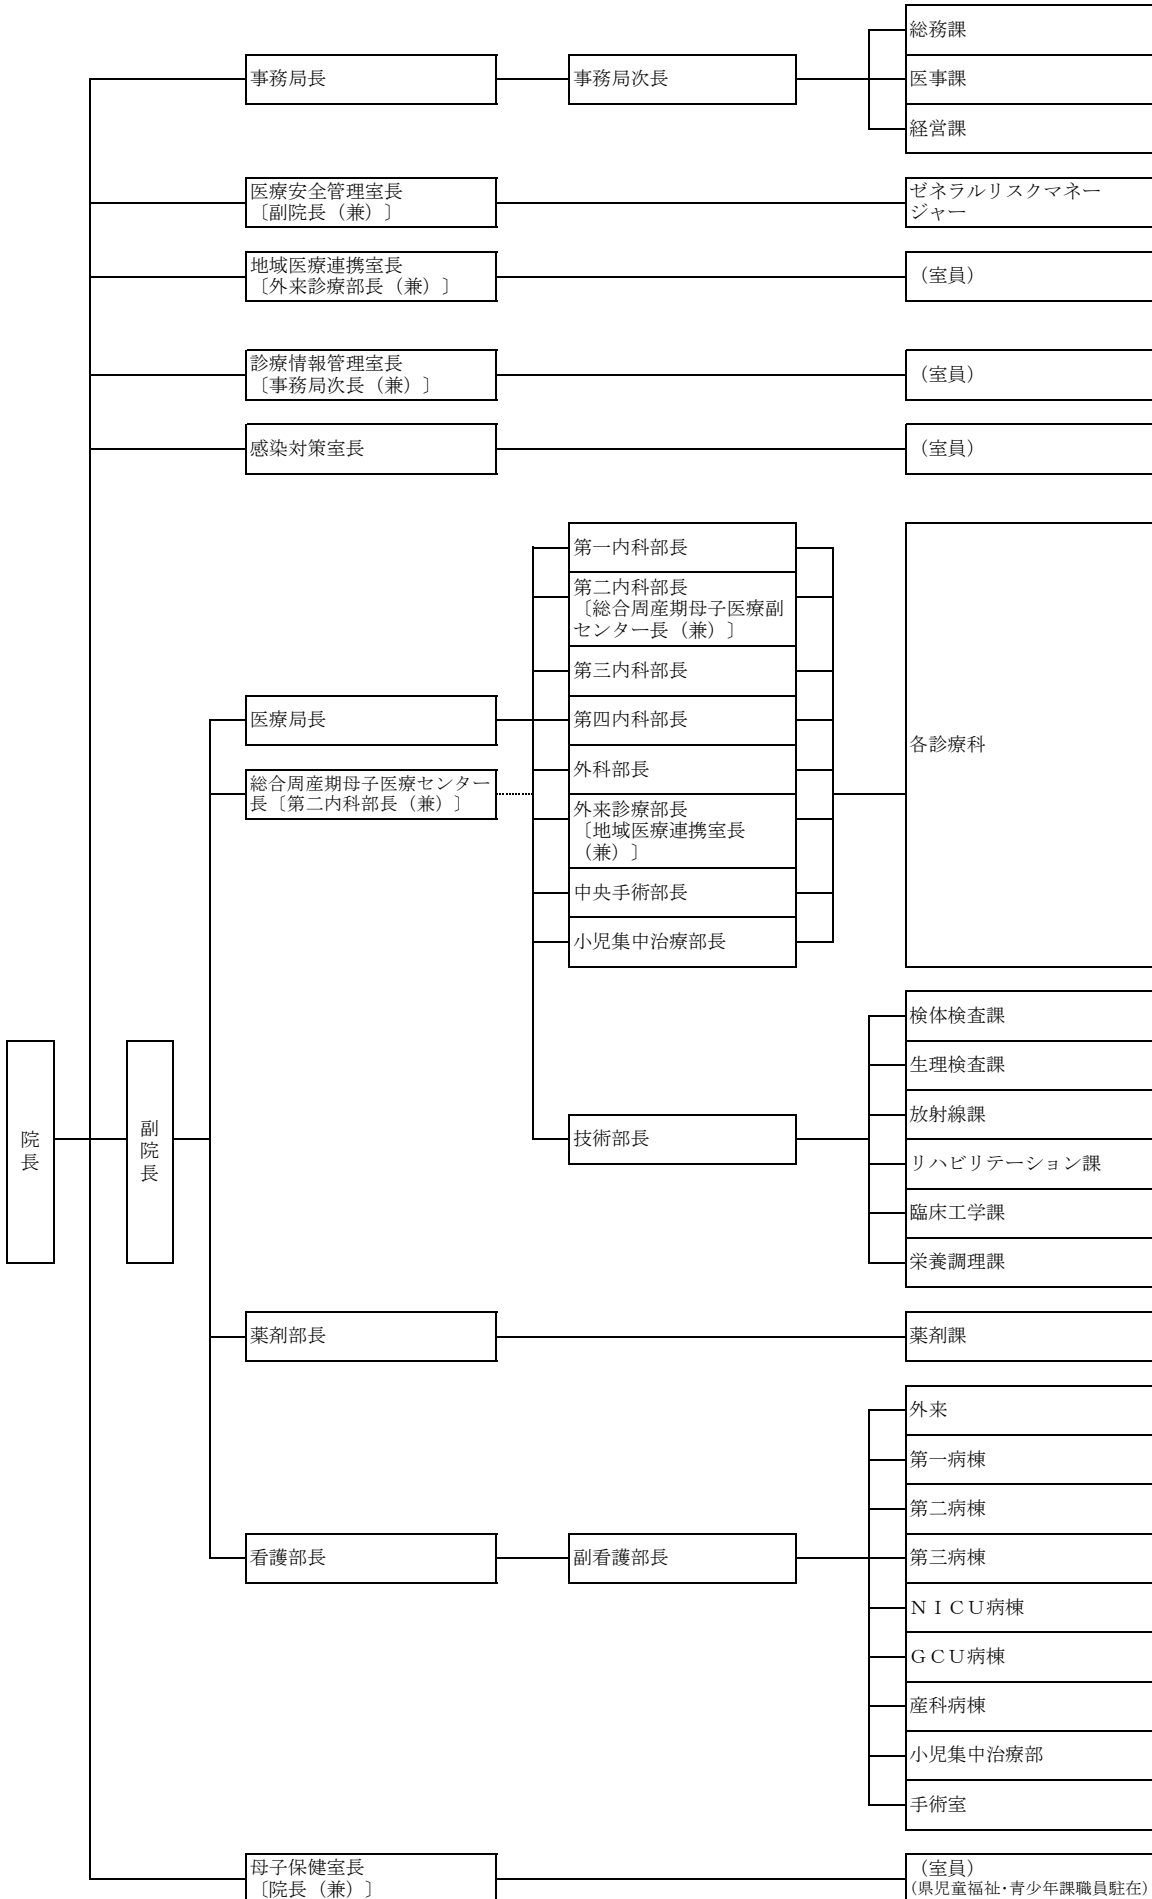 総務課
事務局長
事務局次長
医事課
経営課
医療安全管理室長
〔副院長（兼）〕
ゼネラルリスクマネー
ジャー
地域医療連携室長
〔外来診療部長（兼）〕
（室員）
診療情報管理室長
〔事務局次長（兼）〕
（室員）
感染対策室長
（室員）
第一内科部長
第二内科部長
〔総合周産期母子医療副
センター長（兼）〕
第三内科部長
医療局長
第四内科部長
各診療科
外科部長
総合周産期母子医療センター
長〔第二内科部長（兼）〕
外来診療部長
〔地域医療連携室長
（兼）〕
中央手術部長
小児集中治療部長
検体検査課
生理検査課
放射線課
院長
副院長
技術部長
リハビリテーション課
臨床工学課
栄養調理課
薬剤部長
薬剤課
外来
第一病棟
第二病棟
看護部長
副看護部長
第三病棟
ＮＩＣＵ病棟
ＧＣＵ病棟
産科病棟
小児集中治療部
手術室
母子保健室長
〔院長（兼）〕
（室員）
(県児童福祉･青少年課職員駐在)